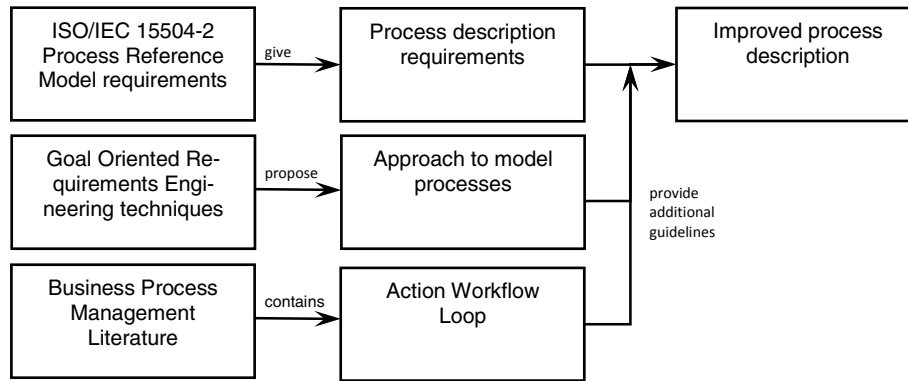 ISO/IEC 15504-2
Process Reference
Model requirements
give
Process description
requirements
Improved process
description
Goal Oriented Re-
quirements Engi-
neering techniques
propose
Approach to model
processes
provide
additional
guidelines
Business Process
Management
Literature
contains
Action Workflow
Loop